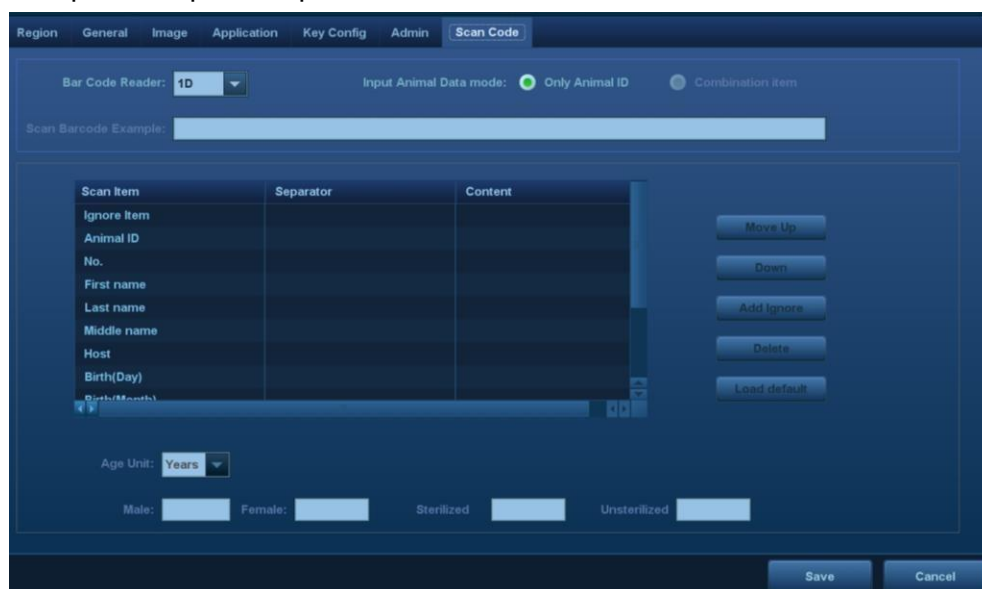 Region General Image Application Key Config Admin Scan Code
Bar Code Reader: 1D Input Animal Data mode: Only Animal ID Combination item
Scan Barcode Example:
Scan Item Separator Content
Ignore Item
Animal ID
No.
First name
Last name
Middle name
Host
Birth(Day)
Birth(Month)
Move Up
Down
Add Ignore
Delete
Load default
Age Unit: Years
Male: Female: Sterilized Unsterilized
Save Cancel